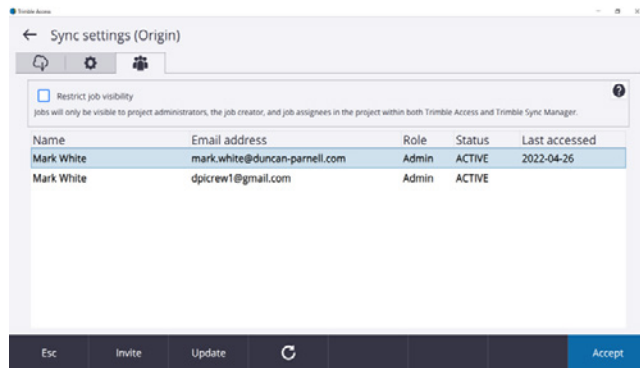 Trimble Access
Sync settings (Origin)
Restrict job visibility
Jobs will only be visible to project administrators, the job creator, and job assignees in the project within both Trimble Access and Trimble Sync Manager.
Name Email address Role Status Last accessed
Mark White mark.white@duncan-parnell.com Admin ACTIVE 2022-04-26
Mark White dpicrew1@gmail.com Admin ACTIVE
Esc Invite Update Accept